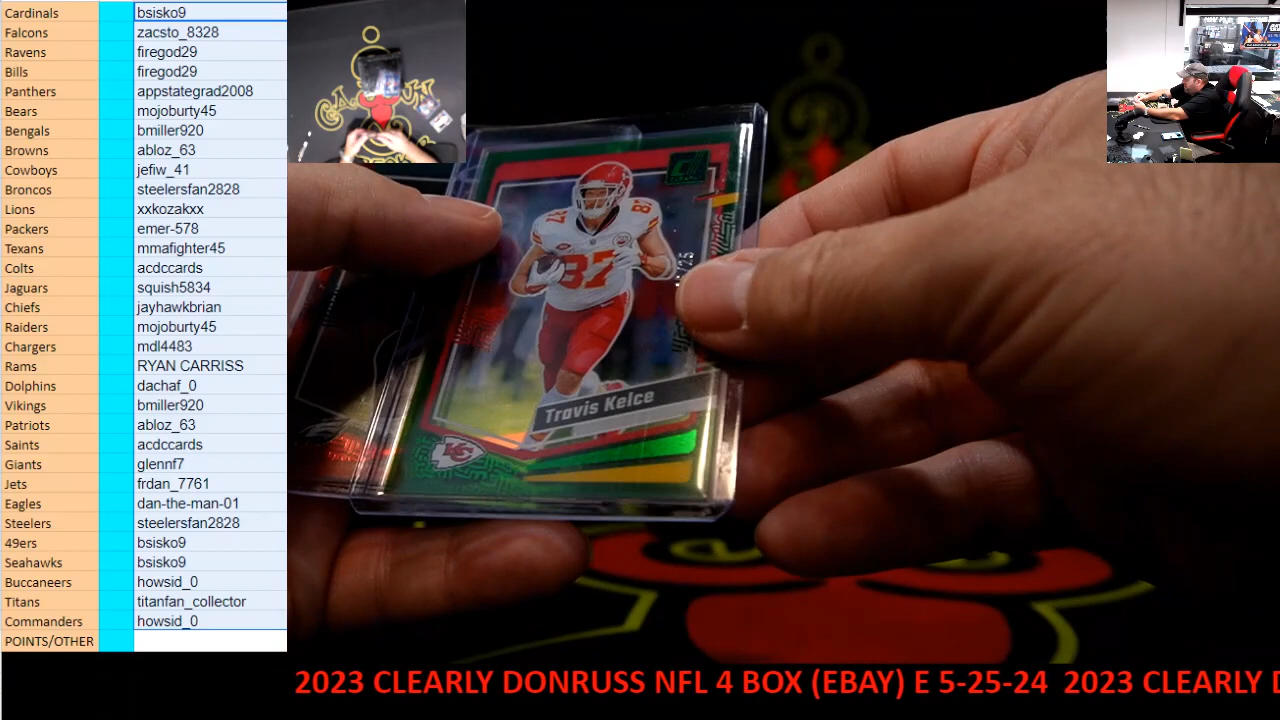 Cardinals bsisko9
Falcons zacsto_8328
Ravens firegod29
Bills firegod29
Panthers appstategrad2008
Bears mojoburty45
Bengals bmiller920
Browns abloz_63
Cowboys jefiw_41
Broncos steelersfan2828
Lions xxkozakxx
Packers emer-578
Texans mmafighter45
Colts acdccards
Jaguars squish5834
Chiefs jayhawkbrian
Raiders mojoburty45
Chargers mdl4483
Rams RYAN CARRISS
Dolphins dachaf_0
Vikings bmiller920
Patriots abloz_63
Saints acdccards
Giants glennf7
Jets frdan_7761
Eagles dan-the-man-01
Steelers steelersfan2828
49ers bsisko9
Seahawks bsisko9
Buccaneers howsid_0
Titans titanfan_collector
Commanders howsid_0
POINTS/OTHER
87
87
87
Travis Kelce
KC
2023 CLEARLY DONRUSS NFL 4 BOX (EBAY) E 5-25-24 2023 CLEARLY